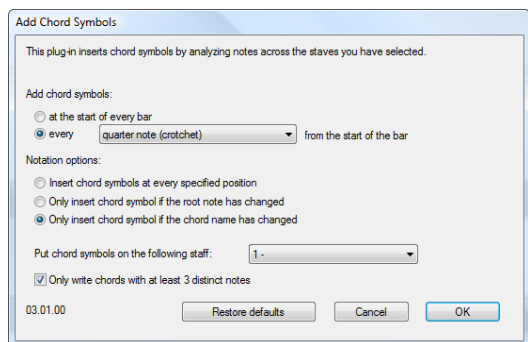 Add Chord Symbols
This plug-in inserts chord symbols by analyzing notes across the staves you have selected.
Add chord symbols:
at the start of every bar
every quarter note (crotchet) from the start of the bar
Notation options:
Insert chord symbols at every specified position
Only insert chord symbol if the root note has changed
Only insert chord symbol if the chord name has changed
Put chord symbols on the following staff: 1 -
Only write chords with at least 3 distinct notes
03.01.00 Restore defaults Cancel OK